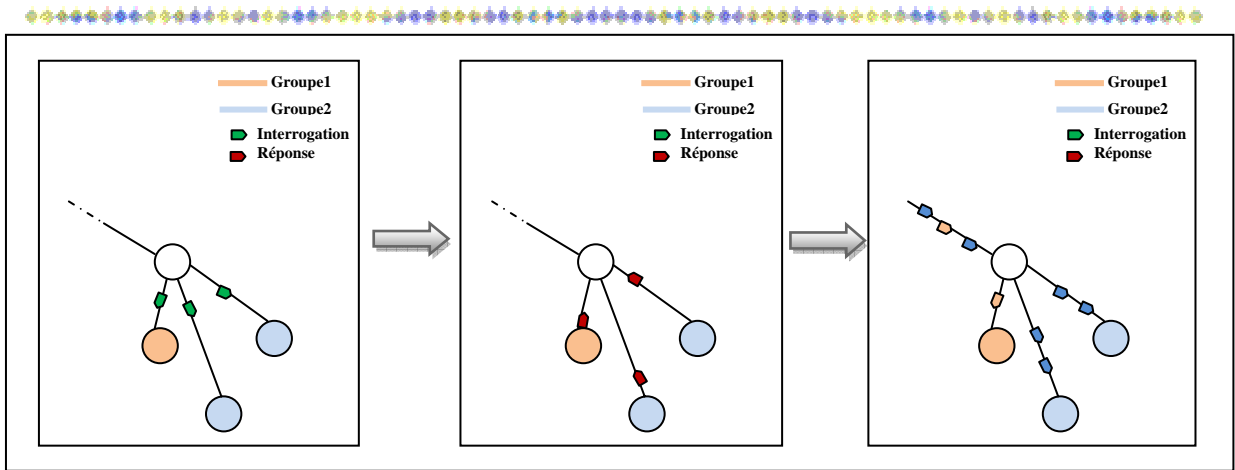 Groupe1
Groupe2
Interrogation
Réponse
Groupe1
Groupe2
Interrogation
Réponse
Groupe1
Groupe2
Interrogation
Réponse